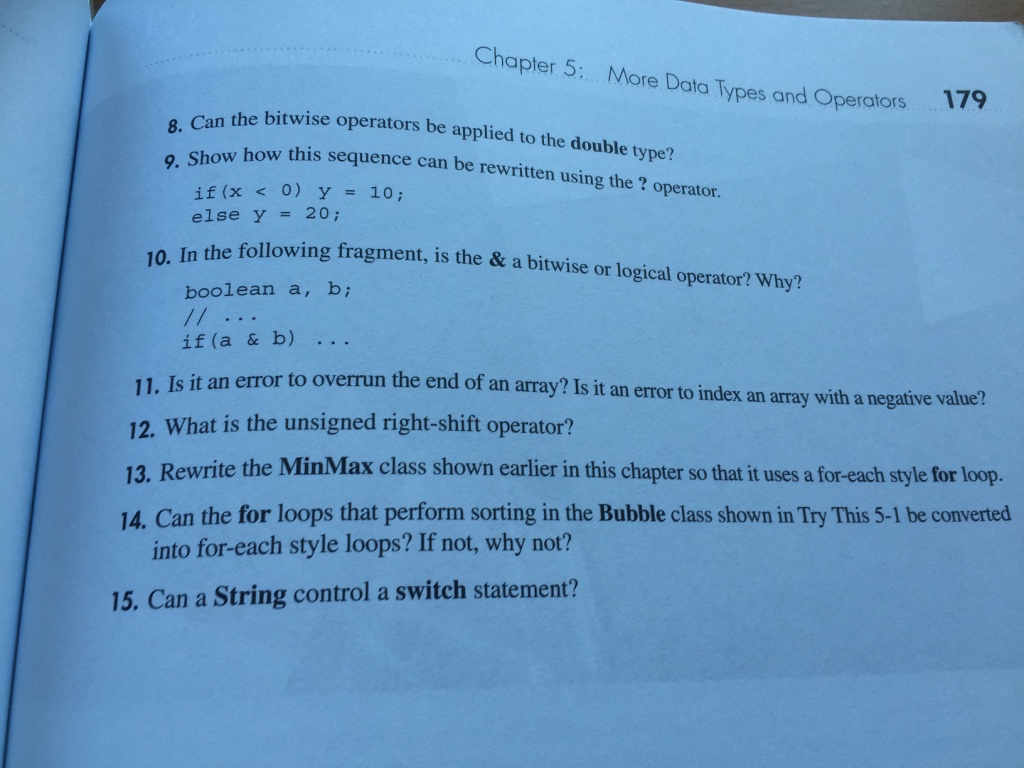 Chapter 5: More Data Types and Operators 179
8. Can the bitwise operators be applied to the double type?
9. Show how this sequence can be rewritten using the ? operator.
if(x < 0) y = 10;
else y = 20;
10. In the following fragment, is the & a bitwise or logical operator? Why?
boolean a, b;
// ...
if(a & b) ...
11. Is it an error to overrun the end of an array? Is it an error to index an array with a negative value?
12. What is the unsigned right-shift operator?
13. Rewrite the MinMax class shown earlier in this chapter so that it uses a for-each style for loop.
14. Can the for loops that perform sorting in the Bubble class shown in Try This 5-1 be converted
into for-each style loops? If not, why not?
15. Can a String control a switch statement?